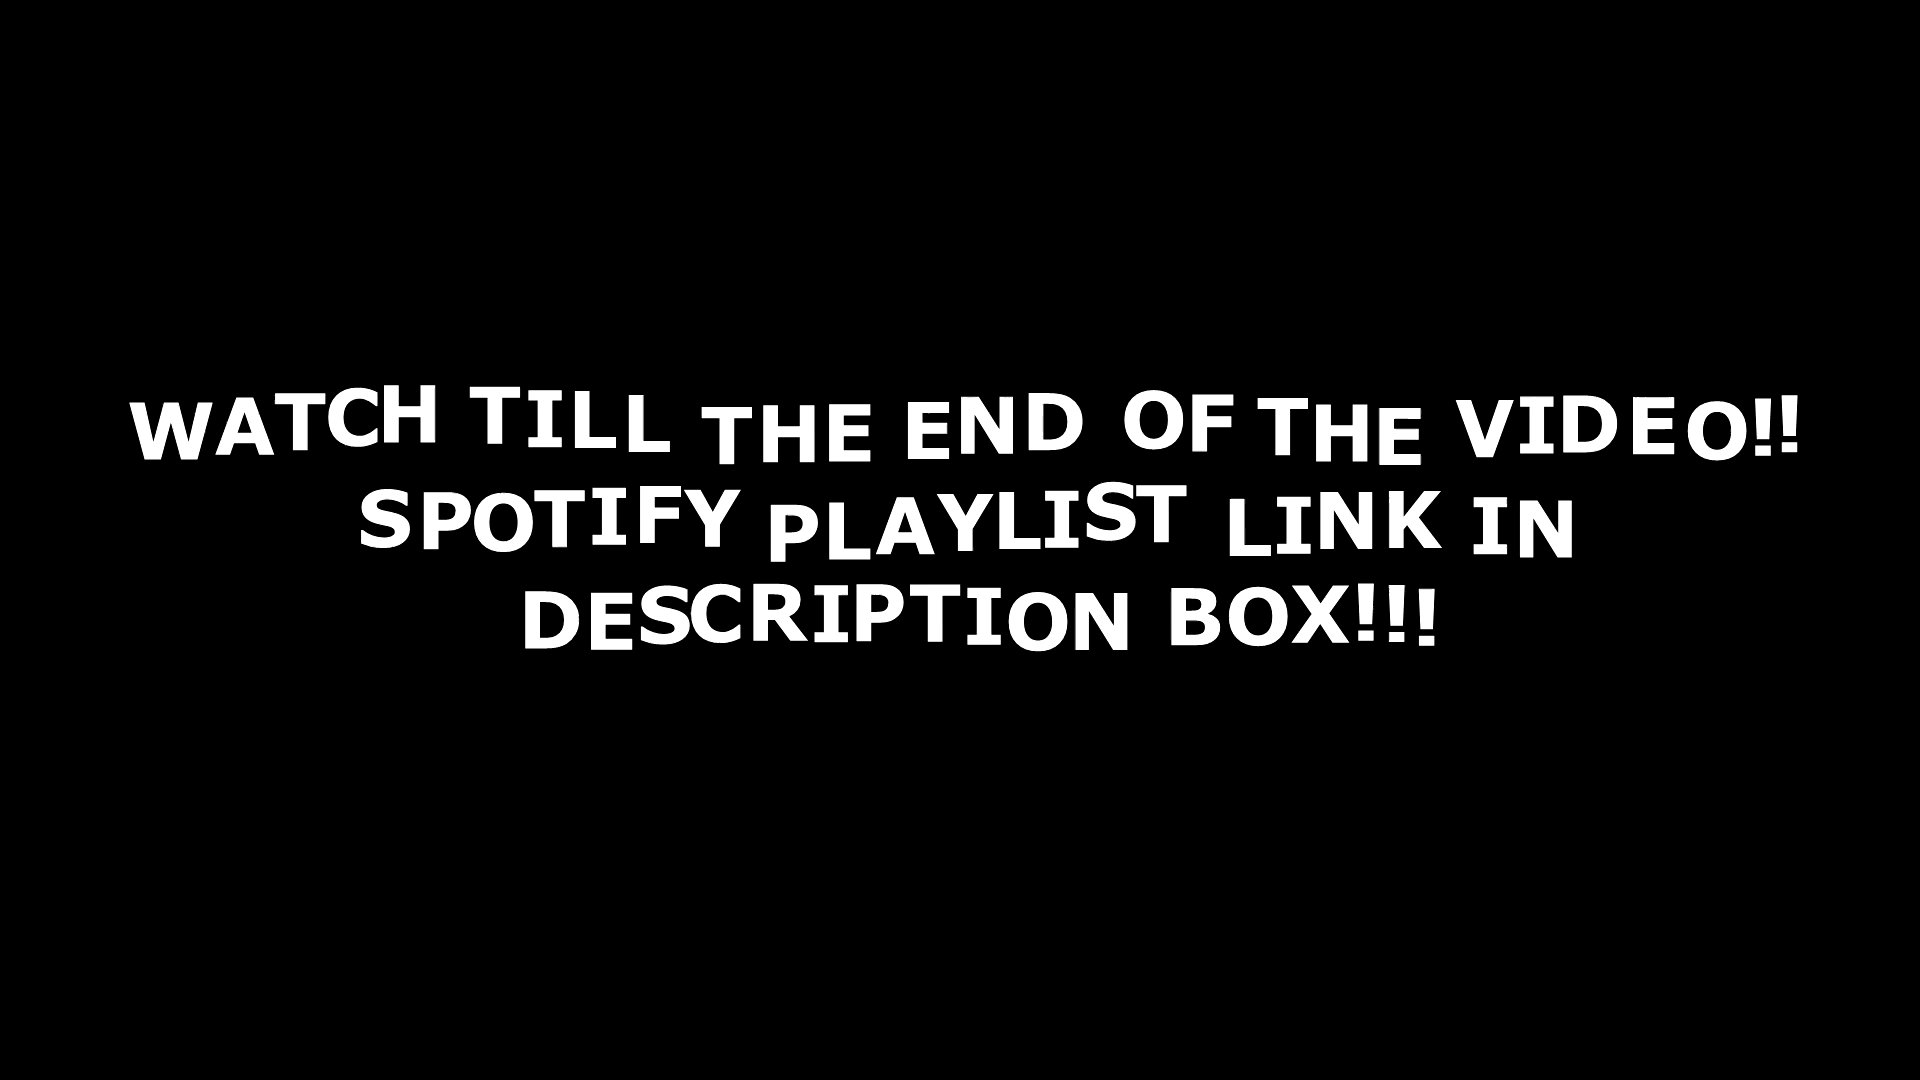 WATCH TILL THE END OF THE VIDEO!!
SPOTIFY PLAYLIST LINK IN
DESCRIPTION BOX!!!